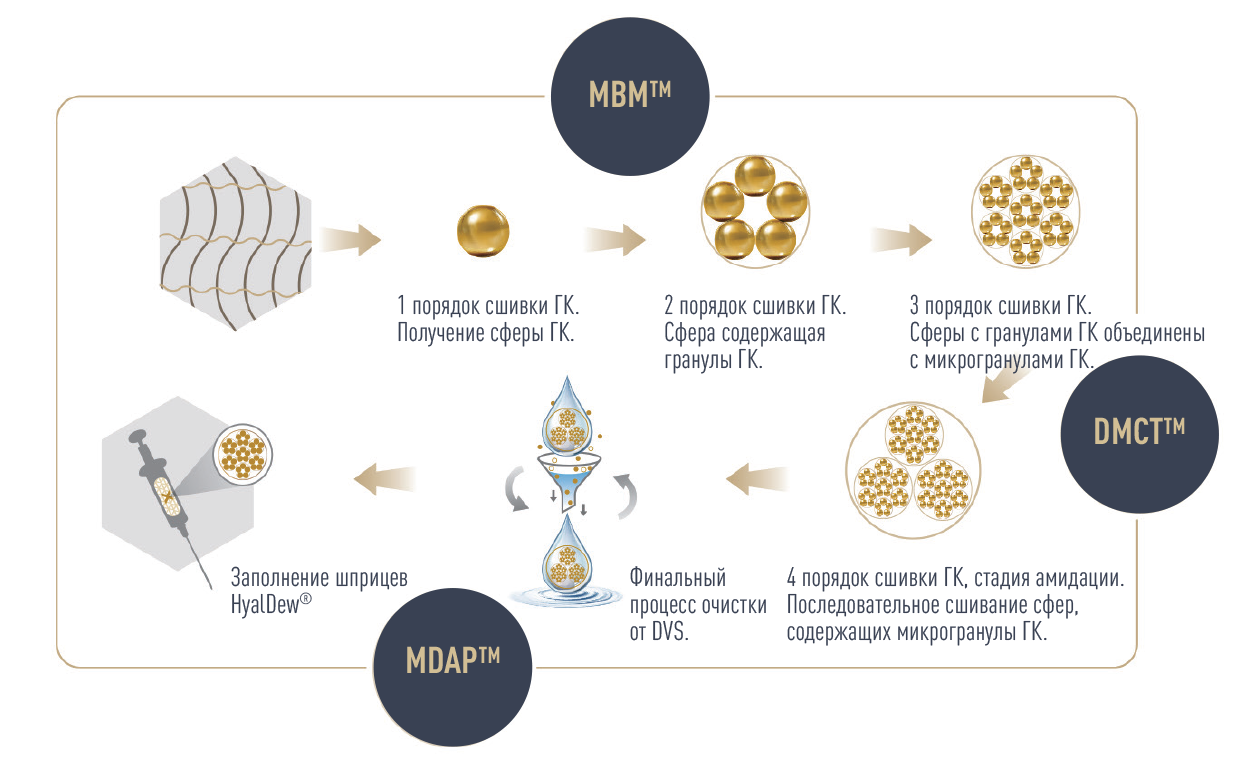 MBM™
1 порядок сшивки ГК.
Получение сферы ГК.
2 порядок сшивки ГК.
Сфера содержащая
гранулы ГК.
3 порядок сшивки ГК.
Сферы с гранулами ГК объединены
с микрогранулами ГК.
DMCT™
4 порядок сшивки ГК, стадия амидации.
Последовательное сшивание сфер,
содержащих микрогранулы ГК.
Финальный
процесс очистки
от DVS.
Заполнение шприцев
HyalDew®
MDAP™